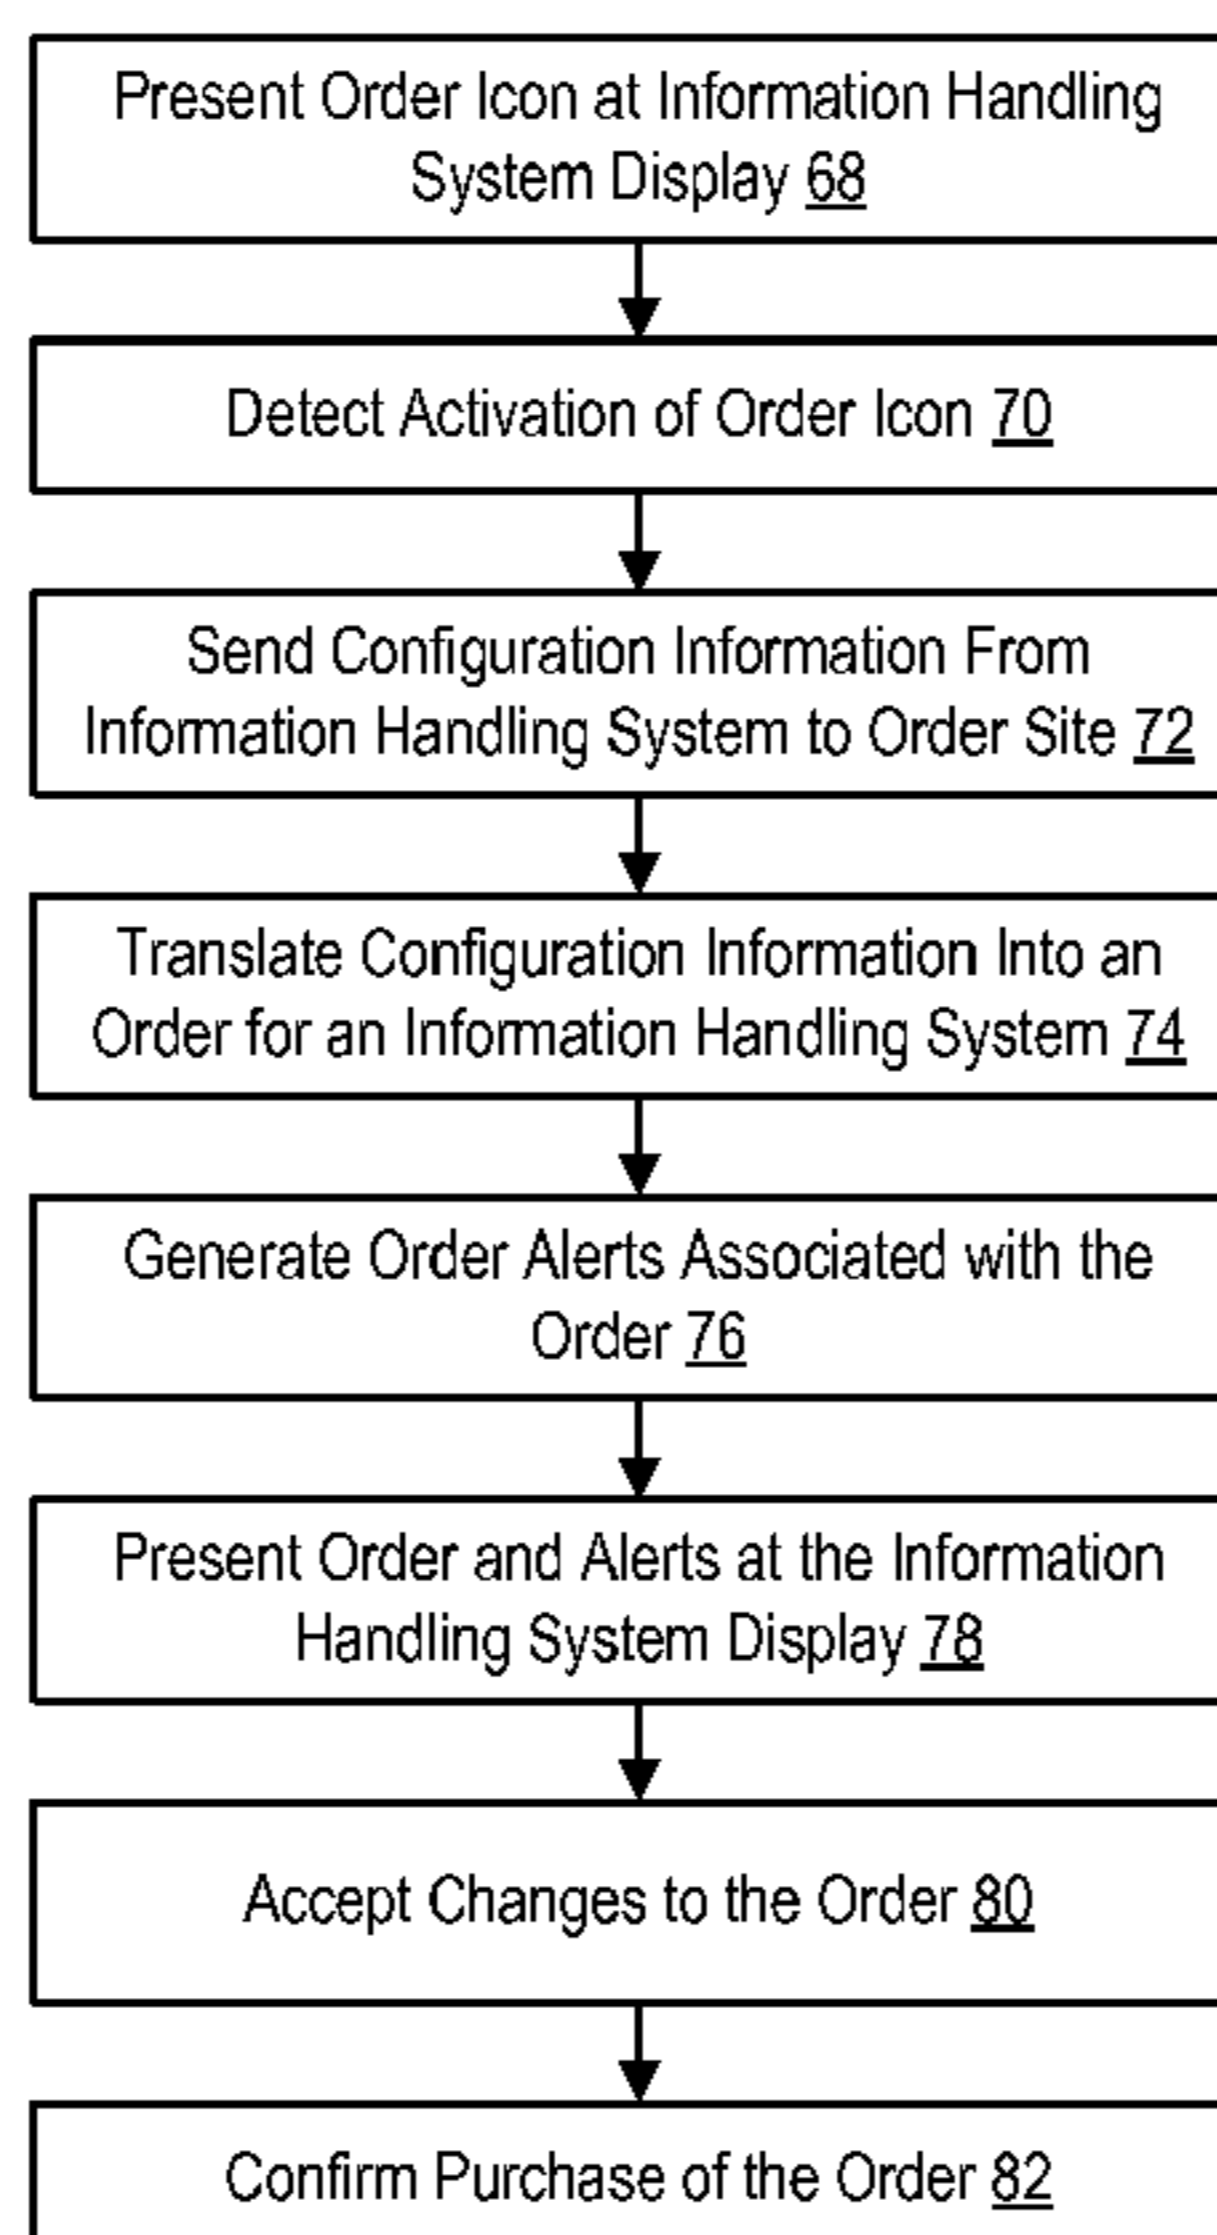 Present Order Icon at Information Handling
System Display 68
Detect Activation of Order Icon 70
Send Configuration Information From
Information Handling System to Order Site 72
Translate Configuration Information Into an
Order for an Information Handling System 74
Generate Order Alerts Associated with the
Order 76
Present Order and Alerts at the Information
Handling System Display 78
Accept Changes to the Order 80
Confirm Purchase of the Order 82